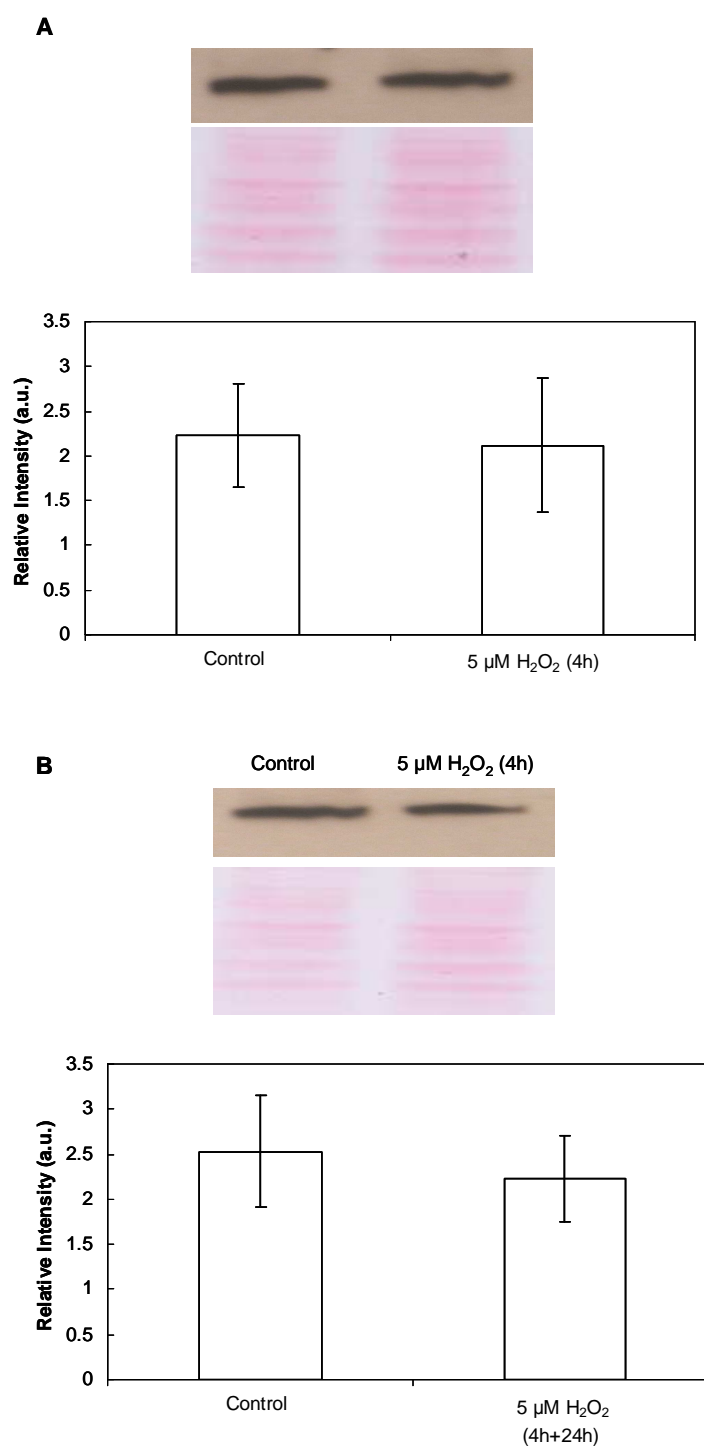 A
3.5
3
2.5
2
1.5
1
0.5
0
Relative Intensity (a.u.)
Control 5 µM H₂O₂ (4h)
B Control 5 µM H₂O₂ (4h)
3.5
3
2.5
2
1.5
1
0.5
0
Relative Intensity (a.u.)
Control 5 µM H₂O₂
(4h+24h)